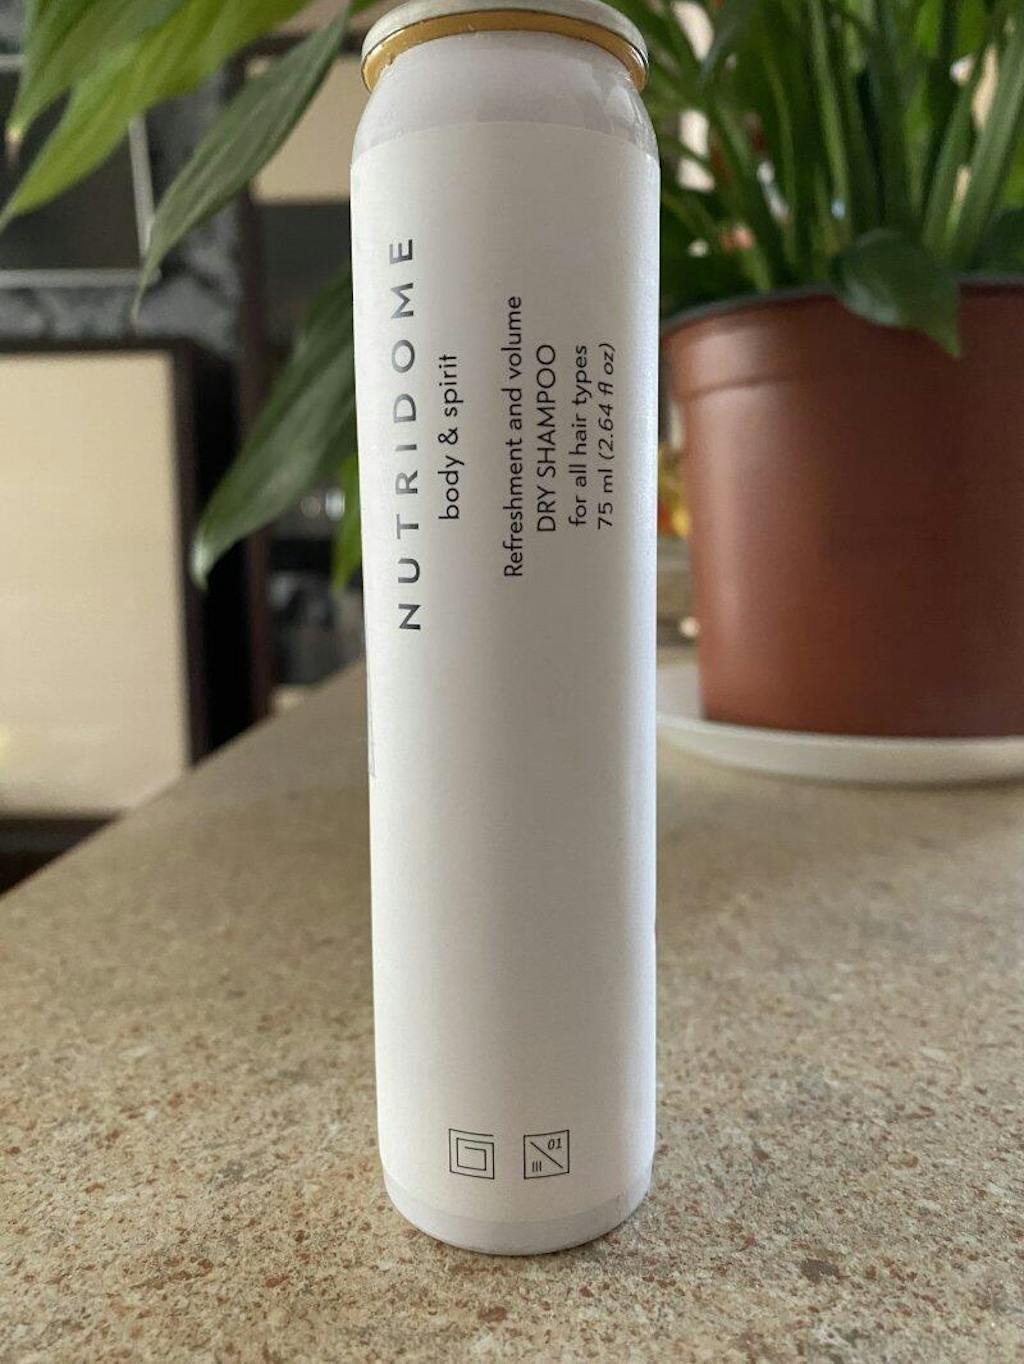 NUTRIDOME
body & spirit
Refreshment and volume
DRY SHAMPOO
for all hair types
75 ml (2.64 fl oz)
III/01